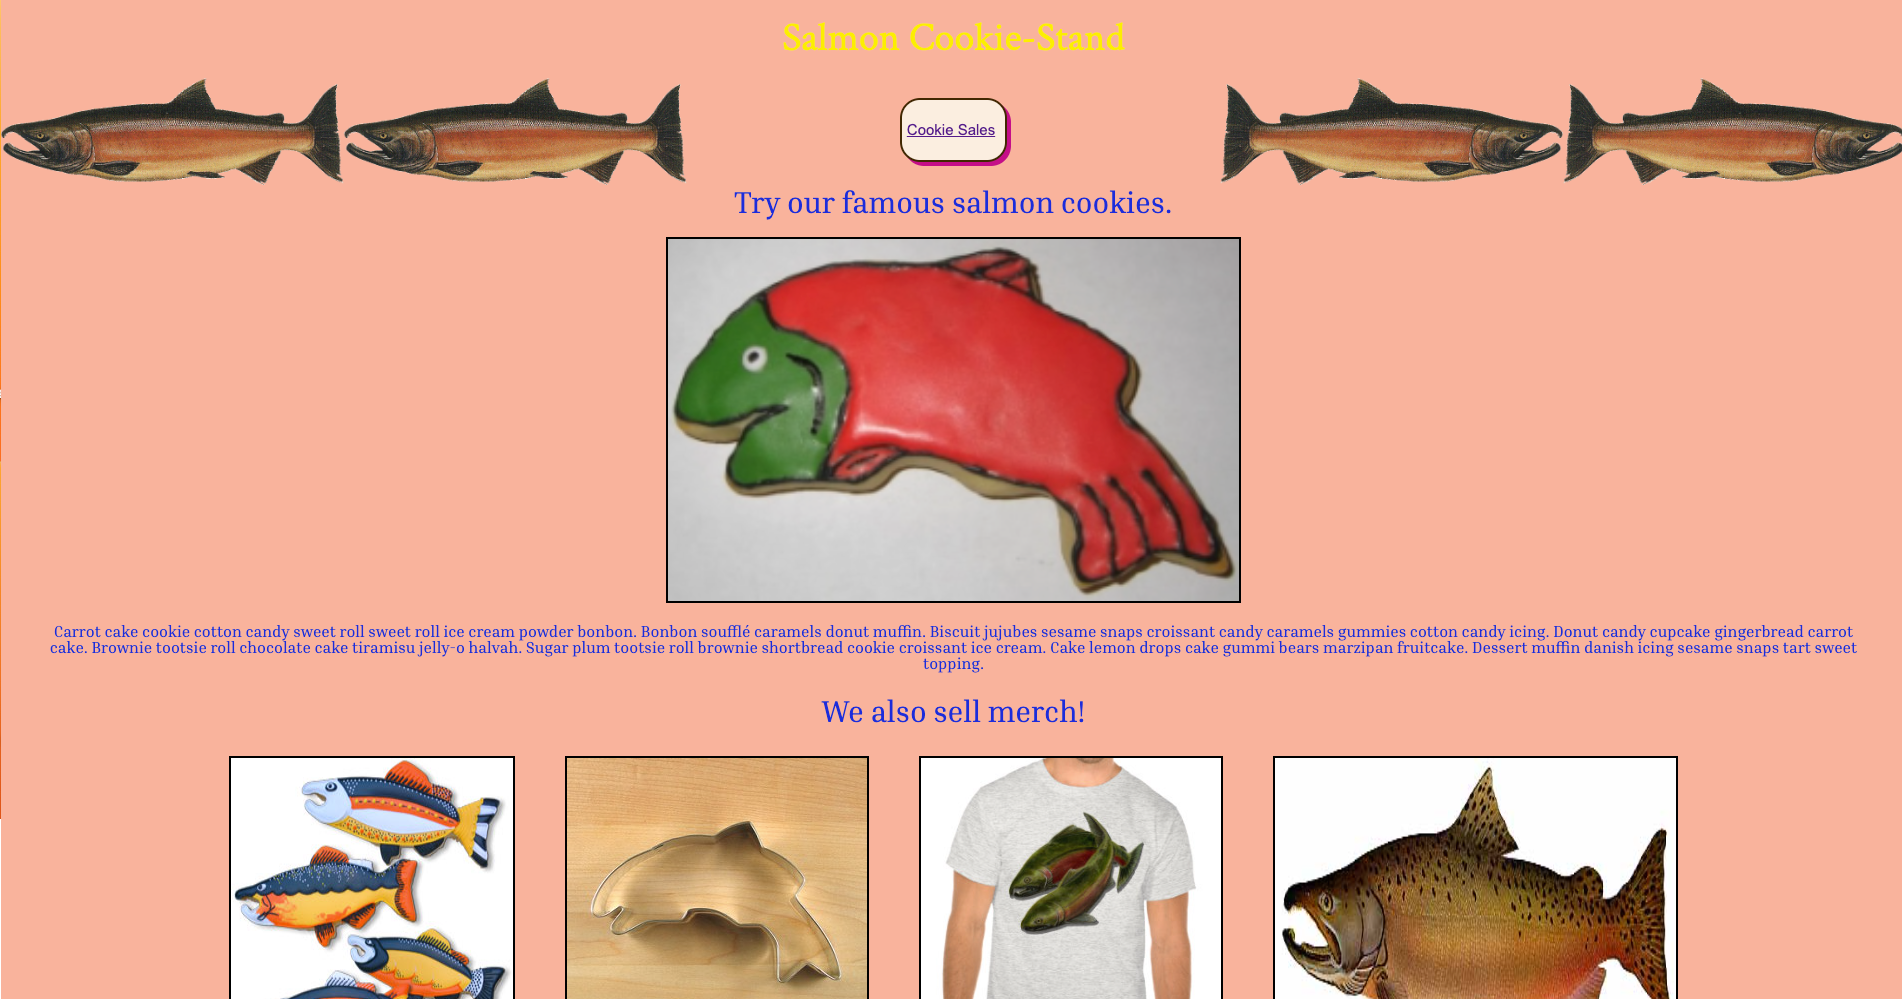 Salmon Cookie-Stand
Cookie Sales
Try our famous salmon cookies.
Carrot cake cookie cotton candy sweet roll sweet roll ice cream powder bonbon. Bonbon soufflé caramels donut muffin. Biscuit jujubes sesame snaps croissant candy caramels gummies cotton candy icing. Donut candy cupcake gingerbread carrot
cake. Brownie tootsie roll chocolate cake tiramisu jelly-o halvah. Sugar plum tootsie roll brownie shortbread cookie croissant ice cream. Cake lemon drops cake gummi bears marzipan fruitcake. Dessert muffin danish icing sesame snaps tart sweet
topping.
We also sell merch!